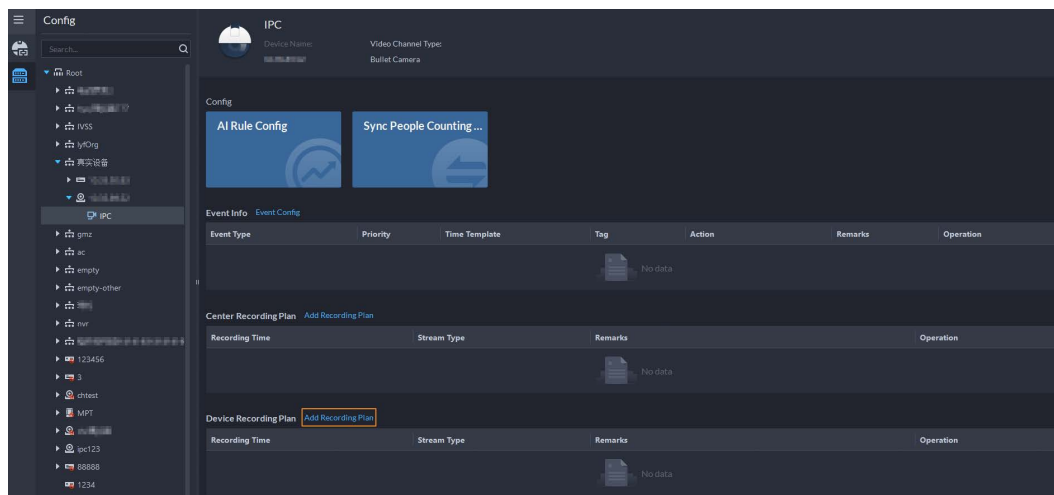 Config
Search...
Root
IVSS
lyfOrg
真实设备
IPC
gmz
ac
empty
empty-other
nvr
123456
3
chtest
MPT
ipc123
88888
1234
IPC
Device Name:
Video Channel Type:
Bullet Camera
Config
AI Rule Config
Sync People Counting ...
Event Info Event Config
Event Type Priority Time Template Tag Action Remarks Operation
No data
Center Recording Plan Add Recording Plan
Recording Time Stream Type Remarks Operation
No data
Device Recording Plan Add Recording Plan
Recording Time Stream Type Remarks Operation
No data